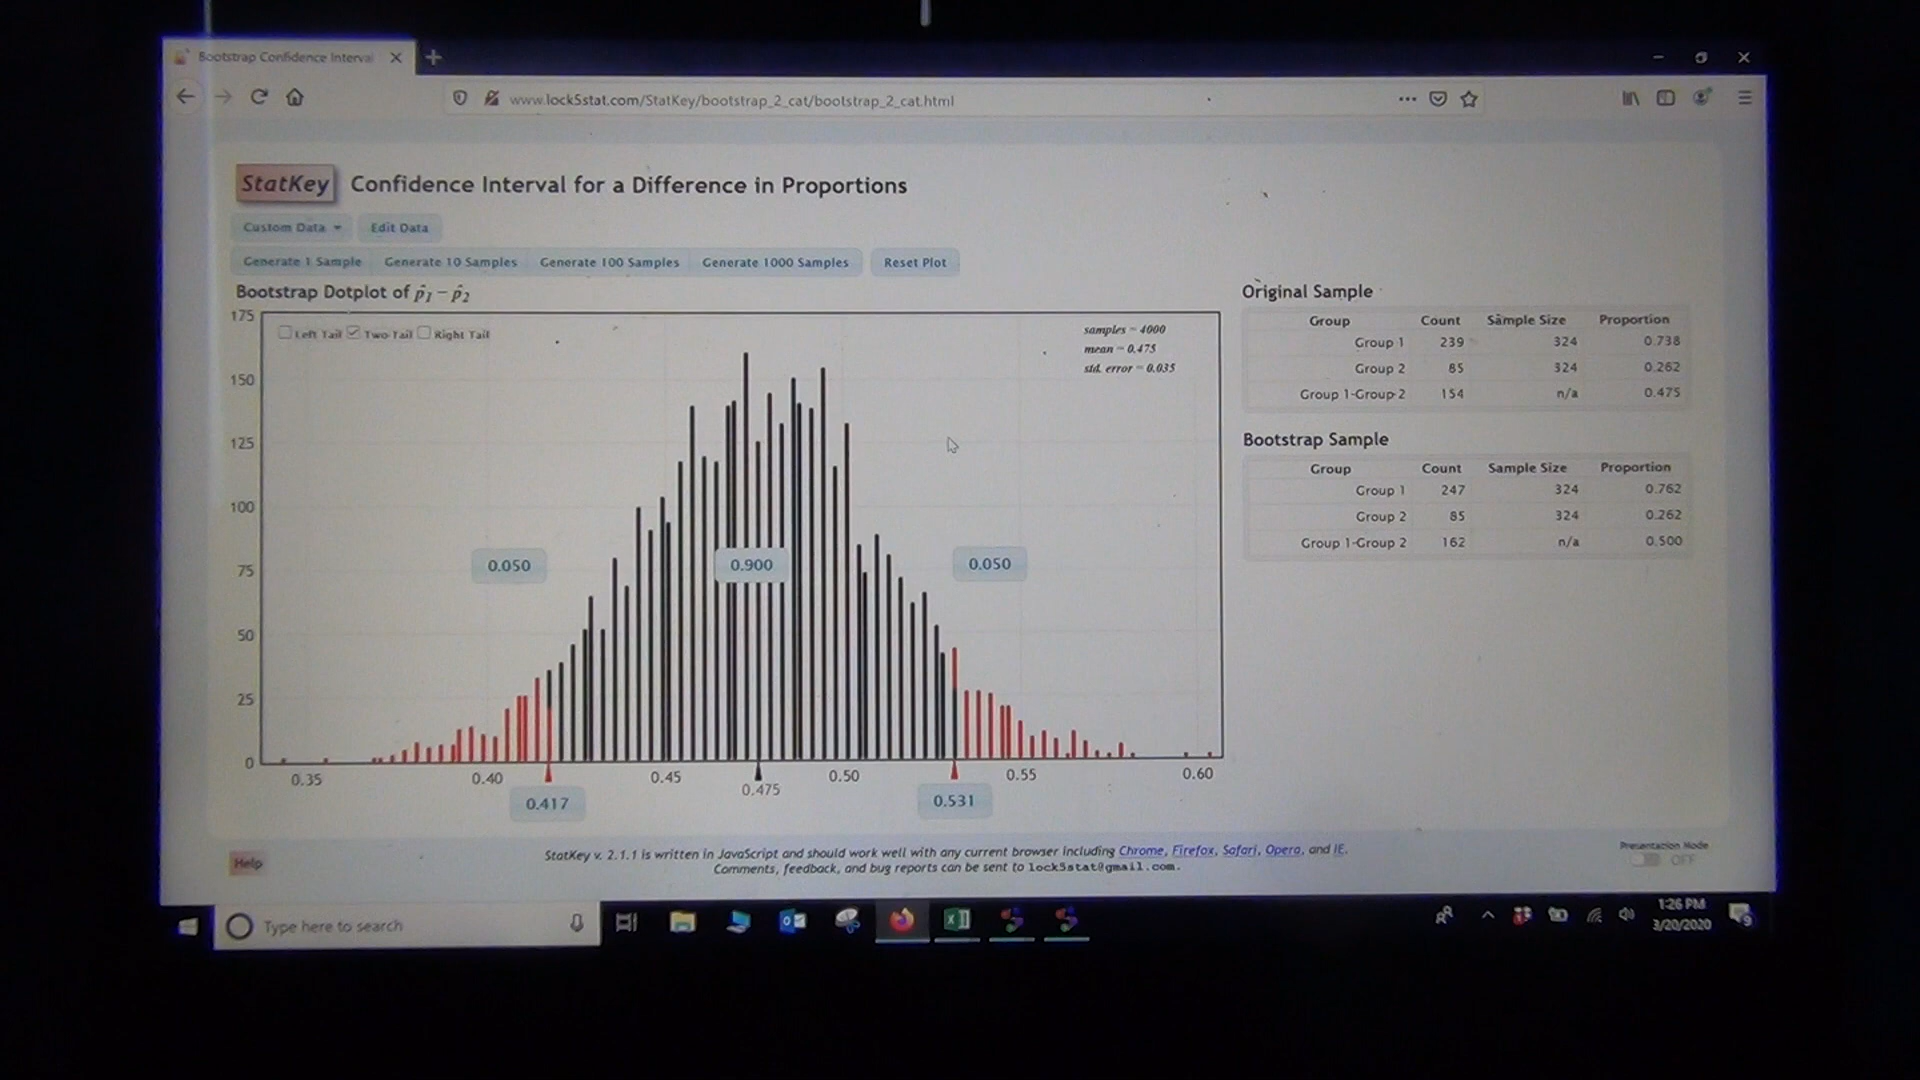 Bootstrap Confidence Interval
www.lock5stat.com/StatKey/bootstrap_2_cat/bootstrap_2_cat.html
StatKey Confidence Interval for a Difference in Proportions
Custom Data Edit Data
Generate 1 Sample Generate 10 Samples Generate 100 Samples Generate 1000 Samples Reset Plot
Bootstrap Dotplot of p̂1 − p̂2
Left Tail Two-Tail Right Tail
samples = 4000
mean = 0.475
std. error = 0.035
175
150
125
100
75
50
25
0
0.050 0.900 0.050
0.35 0.40 0.45 0.50 0.55 0.60
0.475
0.417 0.531
Original Sample
Group Count Sample Size Proportion
Group 1 239 324 0.738
Group 2 85 324 0.262
Group 1-Group 2 154 n/a 0.475
Bootstrap Sample
Group Count Sample Size Proportion
Group 1 247 324 0.762
Group 2 85 324 0.262
Group 1-Group 2 162 n/a 0.500
Help
StatKey v. 2.1.1 is written in JavaScript and should work well with any current browser including Chrome, Firefox, Safari, Opera, and IE.
Comments, feedback, and bug reports can be sent to lock5stat@gmail.com.
Presentation Mode
OFF
Type here to search
1:26 PM
3/20/2020
9